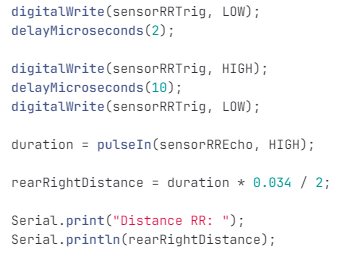 digitalWrite(sensorRRTrig, LOW);
delayMicroseconds(2);
digitalWrite(sensorRRTrig, HIGH);
delayMicroseconds(10);
digitalWrite(sensorRRTrig, LOW);
duration = pulseIn(sensorRREcho, HIGH);
rearRightDistance = duration * 0.034 / 2;
Serial.print("Distance RR: ");
Serial.println(rearRightDistance);